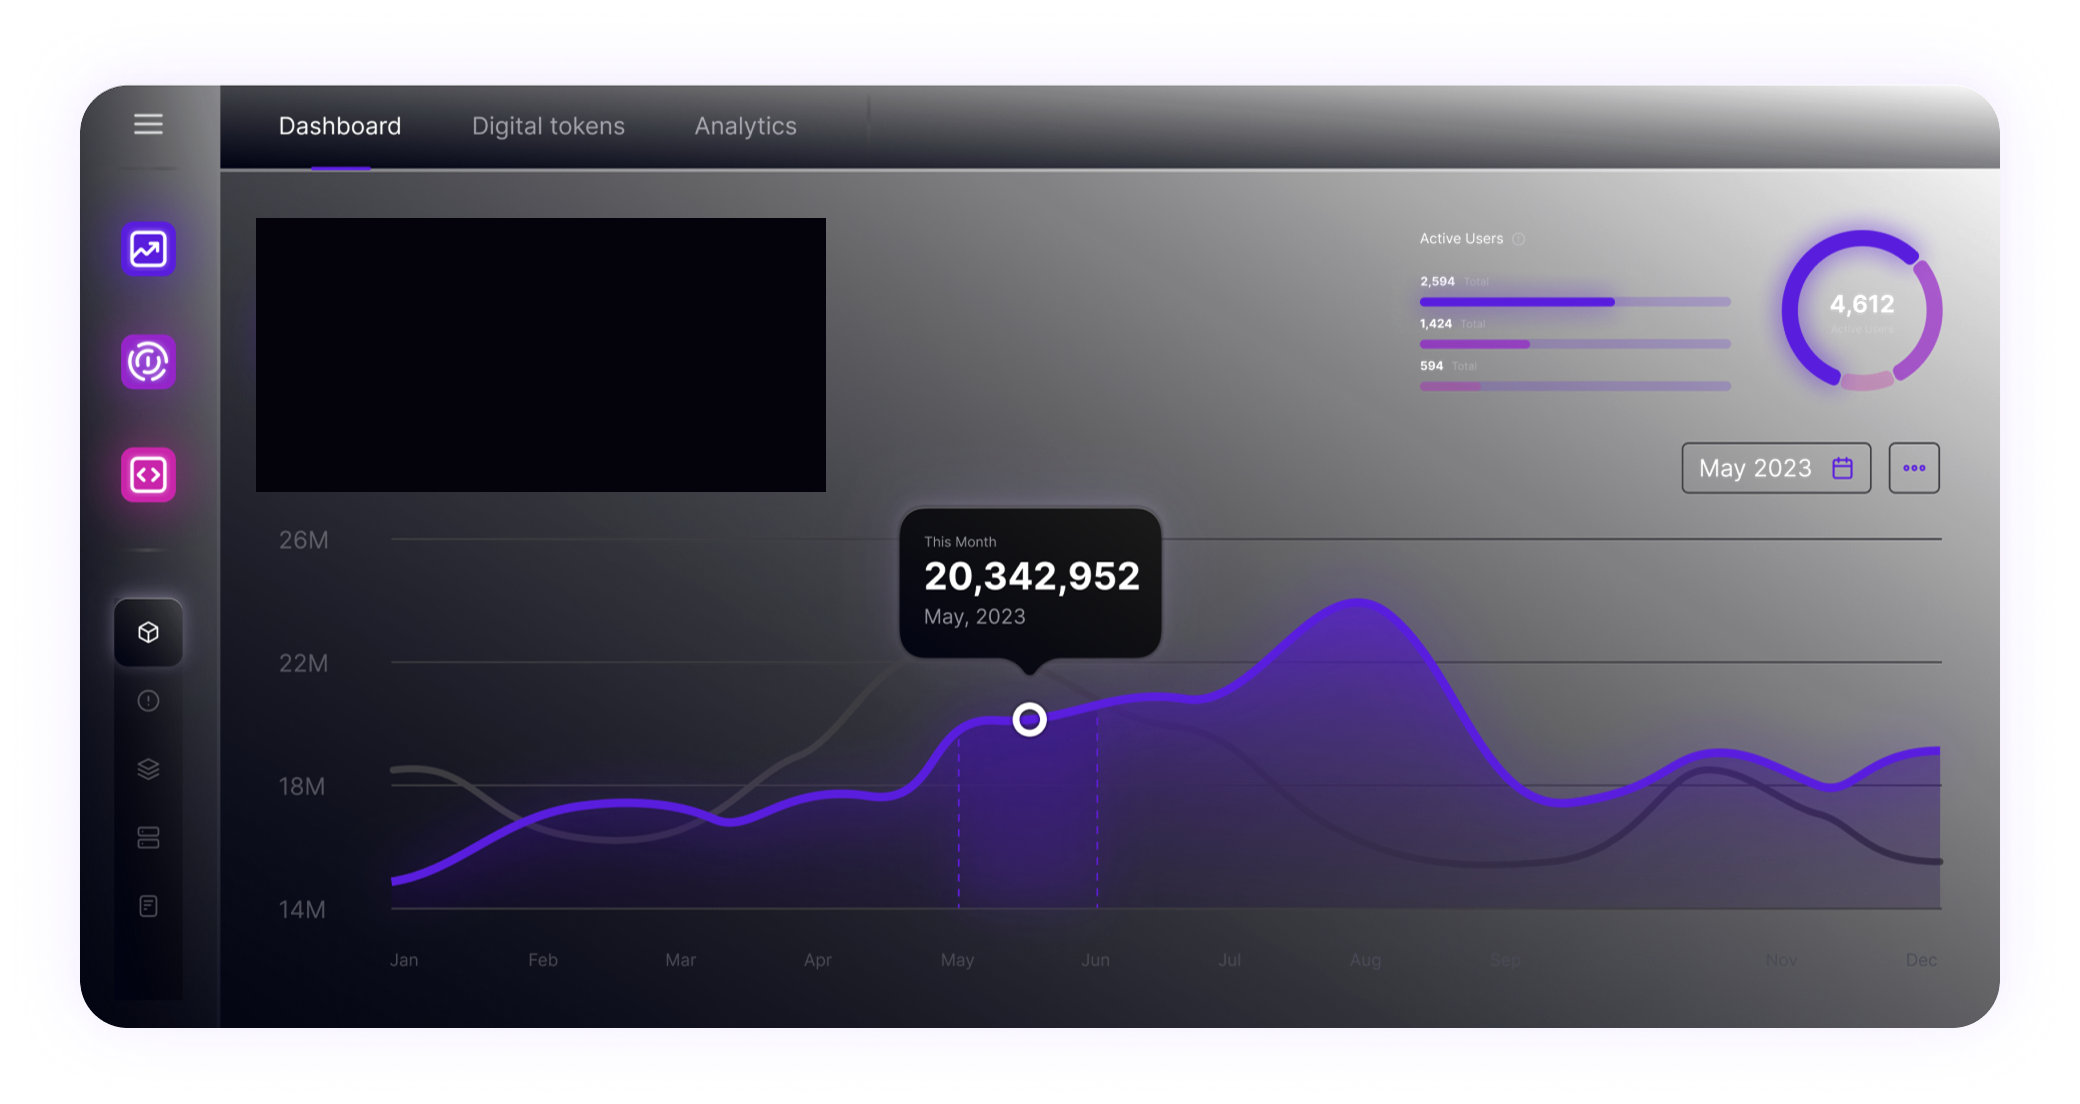 Dashboard
Digital tokens
Analytics
Active Users
2,594 Total
1,424 Total
594 Total
4,612
Active Users
May 2023
This Month
20,342,952
May, 2023
26M
22M
18M
14M
Jan
Feb
Mar
Apr
May
Jun
Jul
Aug
Sep
Nov
Dec